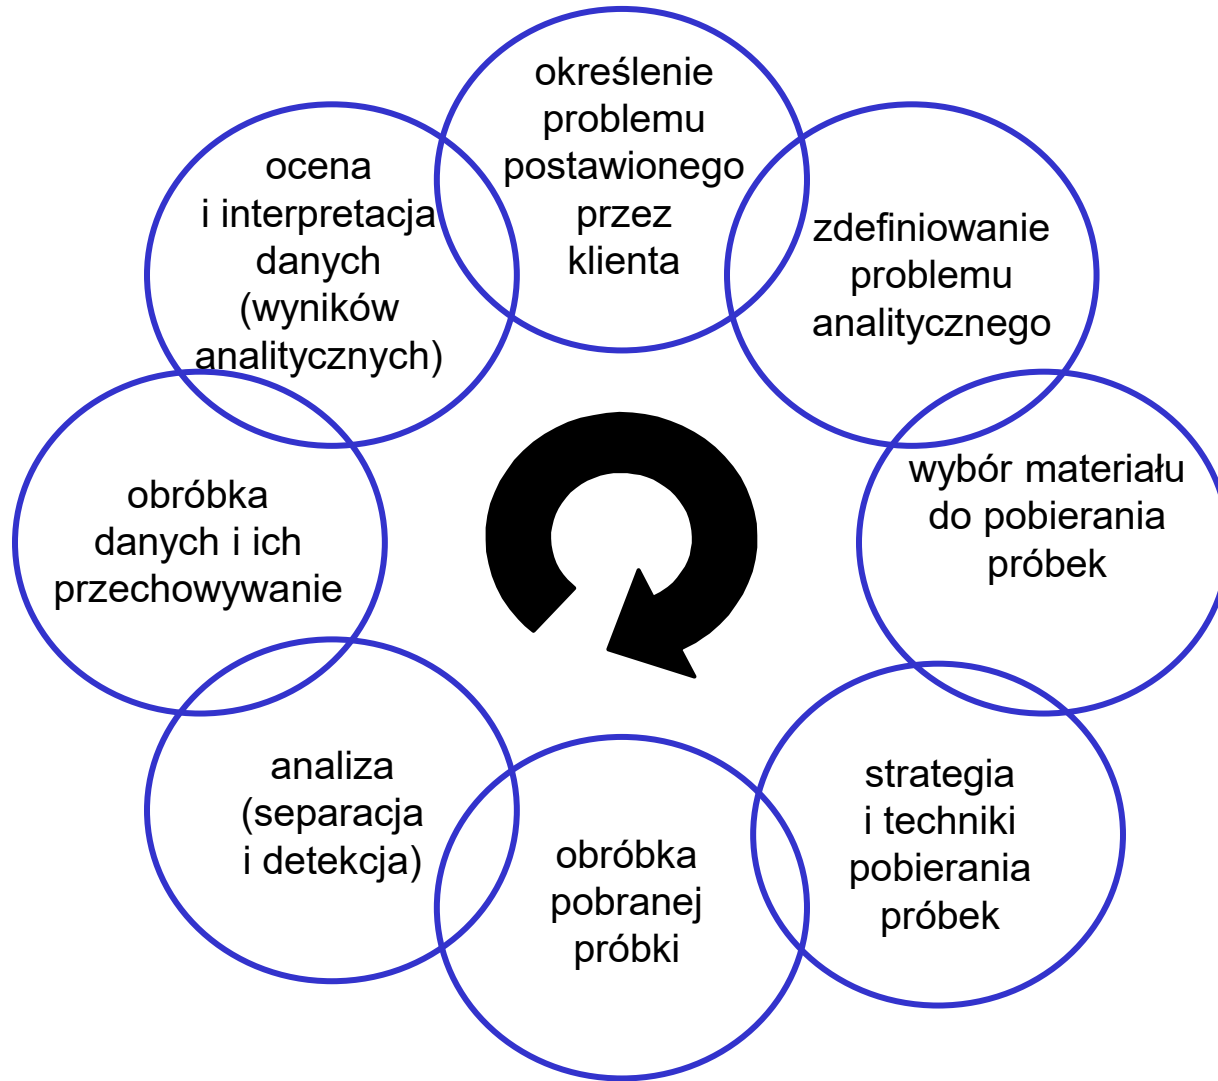 określenie
problemu
postawionego
przez
klienta
zdefiniowanie
problemu
analitycznego
wybór materiału
do pobierania
próbek
strategia
i techniki
pobierania
próbek
obróbka
pobranej
próbki
analiza
(separacja
i detekcja)
obróbka
danych i ich
przechowywanie
ocena
i interpretacja
danych
(wyników
analitycznych)